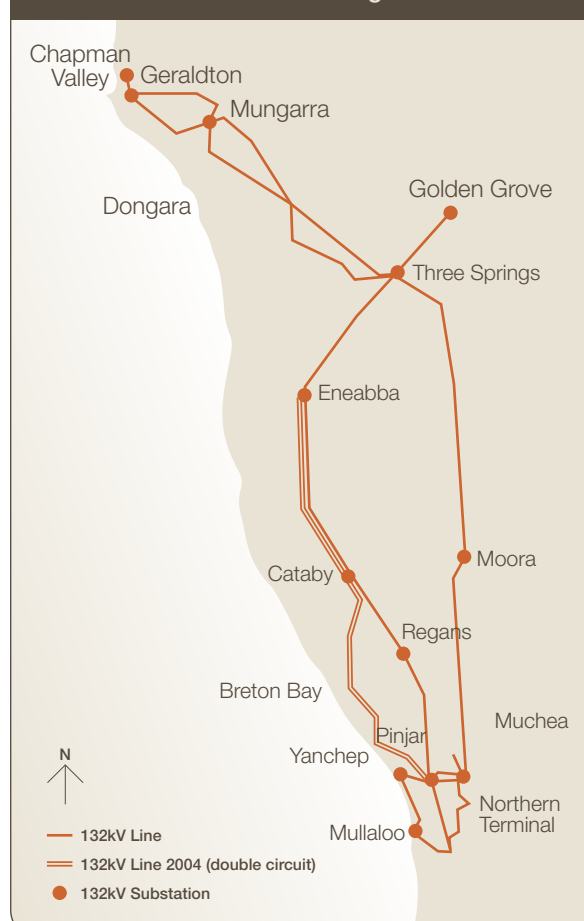 Chapman
Valley
Geraldton
Mungarra
Dongara
Golden Grove
Three Springs
Eneabba
Cataby
Moora
Regans
Breton Bay
Muchea
Pinjar
Yanchep
Northern
Terminal
Mullaloo
N
132kV Line
132kV Line 2004 (double circuit)
132kV Substation